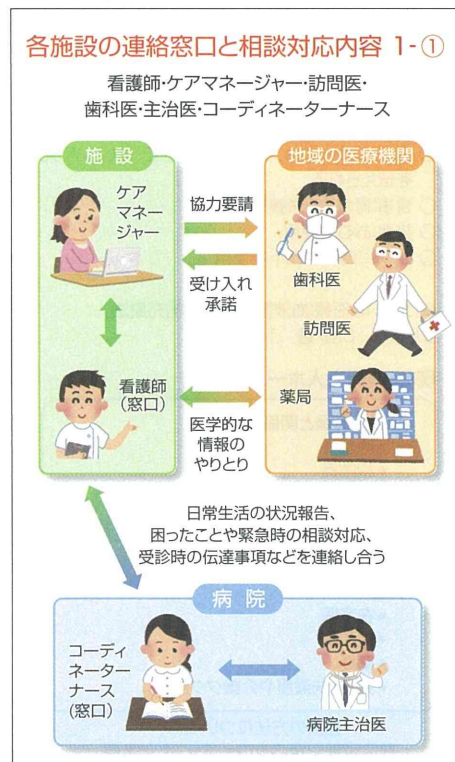 各施設の連絡窓口と相談対応内容 1-①
看護師・ケアマネージャー・訪問医・
歯科医・主治医・コーディネーターナース
施 設
ケア
マネー
ジャー
協力要請
受け入れ
承諾
地域の医療機関
歯科医
訪問医
看護師
(窓口)
医学的な
情報の
やりとり
薬局
日常生活の状況報告、
困ったことや緊急時の相談対応、
受診時の伝達事項などを連絡し合う
病 院
コーディ
ネーター
ナース
(窓口)
病院主治医